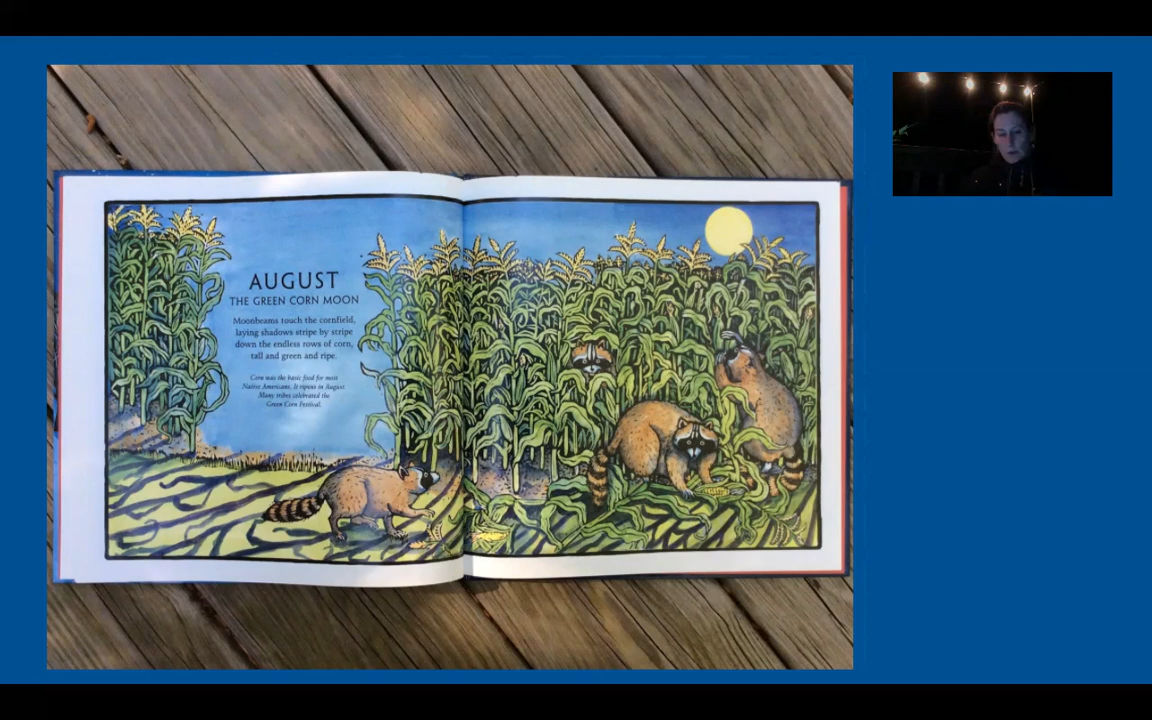 AUGUST
THE GREEN CORN MOON
Moonbeams touch the cornfield,
laying shadows stripe by stripe
down the endless rows of corn,
tall and green and ripe.
Corn was the basic food for most
Native Americans. It ripens in August
Many tribes celebrated the
Green Corn Festival.